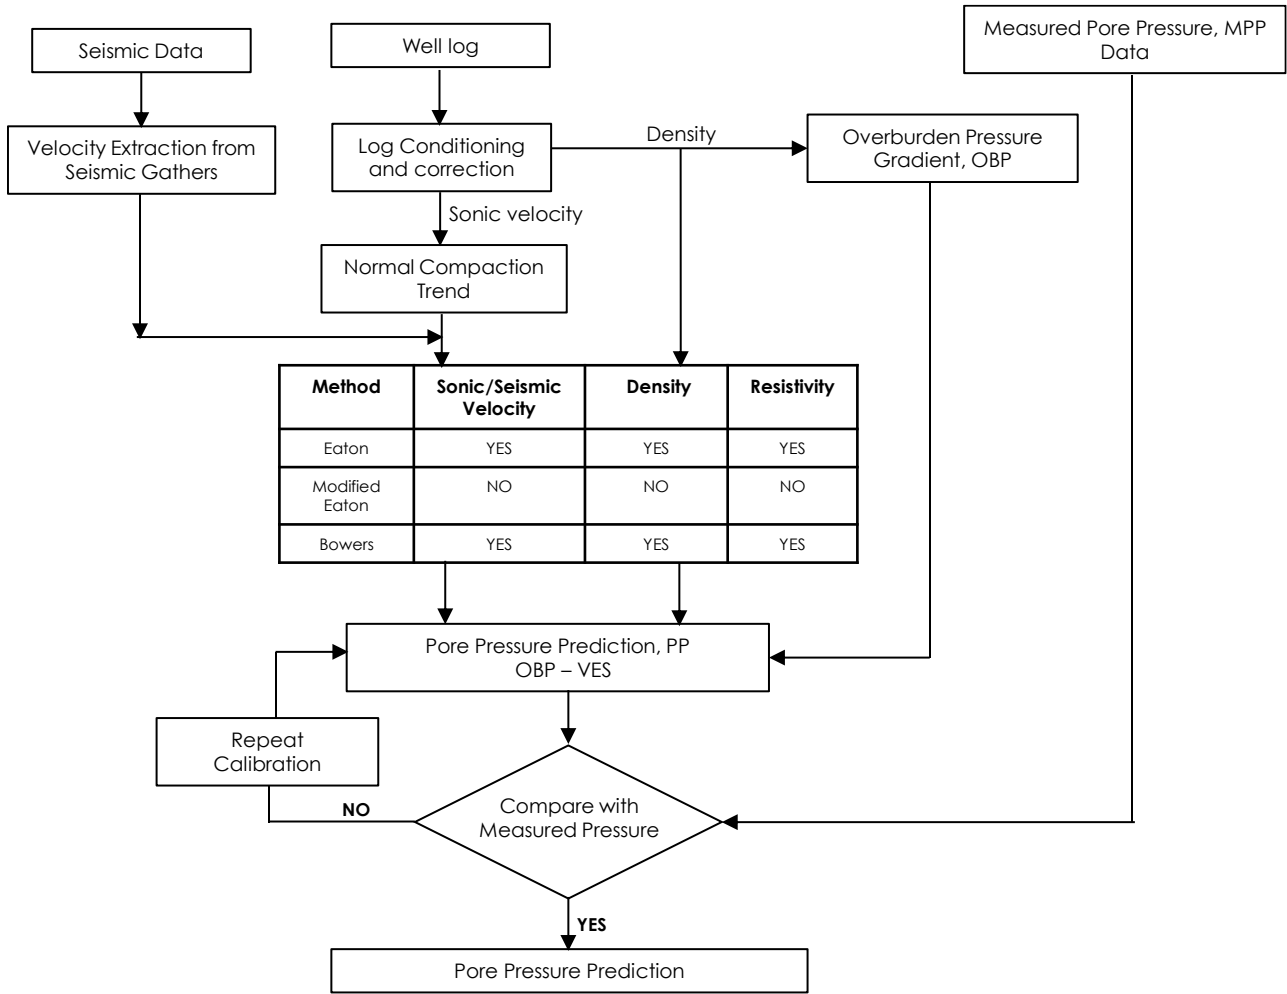 Seismic Data
Well log
Measured Pore Pressure, MPP
Data
Velocity Extraction from
Seismic Gathers
Log Conditioning
and correction
Density
Overburden Pressure
Gradient, OBP
Sonic velocity
Normal Compaction
Trend
Method Sonic/Seismic Velocity Density Resistivity
Eaton YES YES YES
Modified Eaton NO NO NO
Bowers YES YES YES
Pore Pressure Prediction, PP
OBP – VES
Repeat
Calibration
NO
Compare with
Measured Pressure
YES
Pore Pressure Prediction